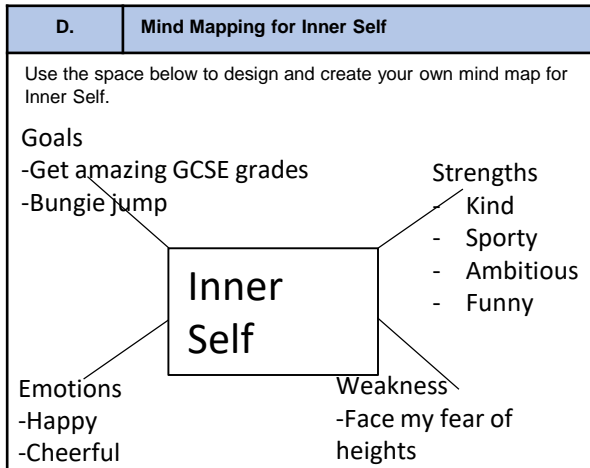 D. Mind Mapping for Inner Self
Use the space below to design and create your own mind map for
Inner Self.
Goals
-Get amazing GCSE grades
-Bungie jump
Strengths
- Kind
- Sporty
- Ambitious
- Funny
Inner
Self
Emotions
-Happy
-Cheerful
Weakness
-Face my fear of
heights